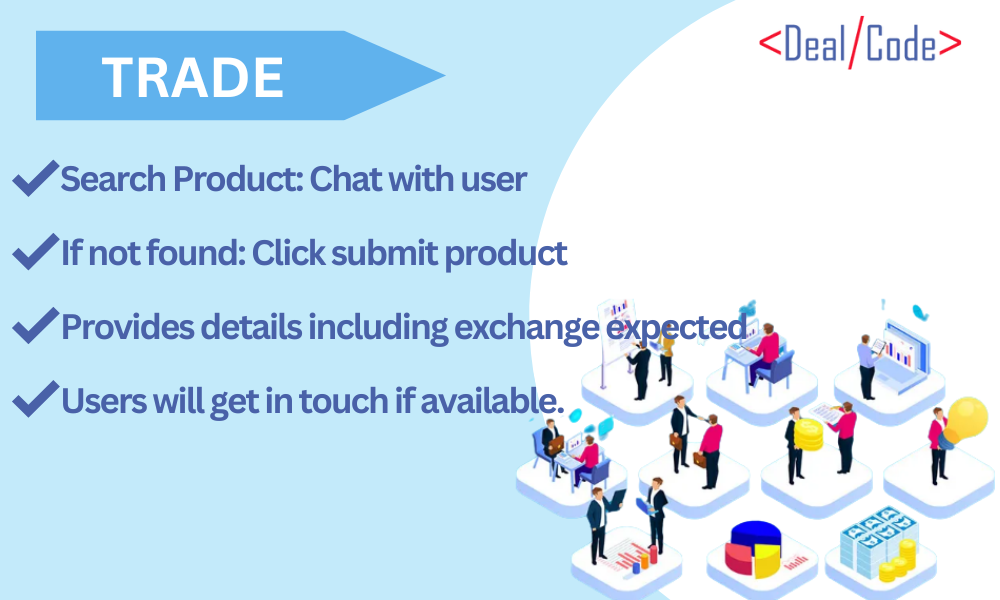 TRADE
<Deal/Code>
Search Product: Chat with user
If not found: Click submit product
Provides details including exchange expected
Users will get in touch if available.